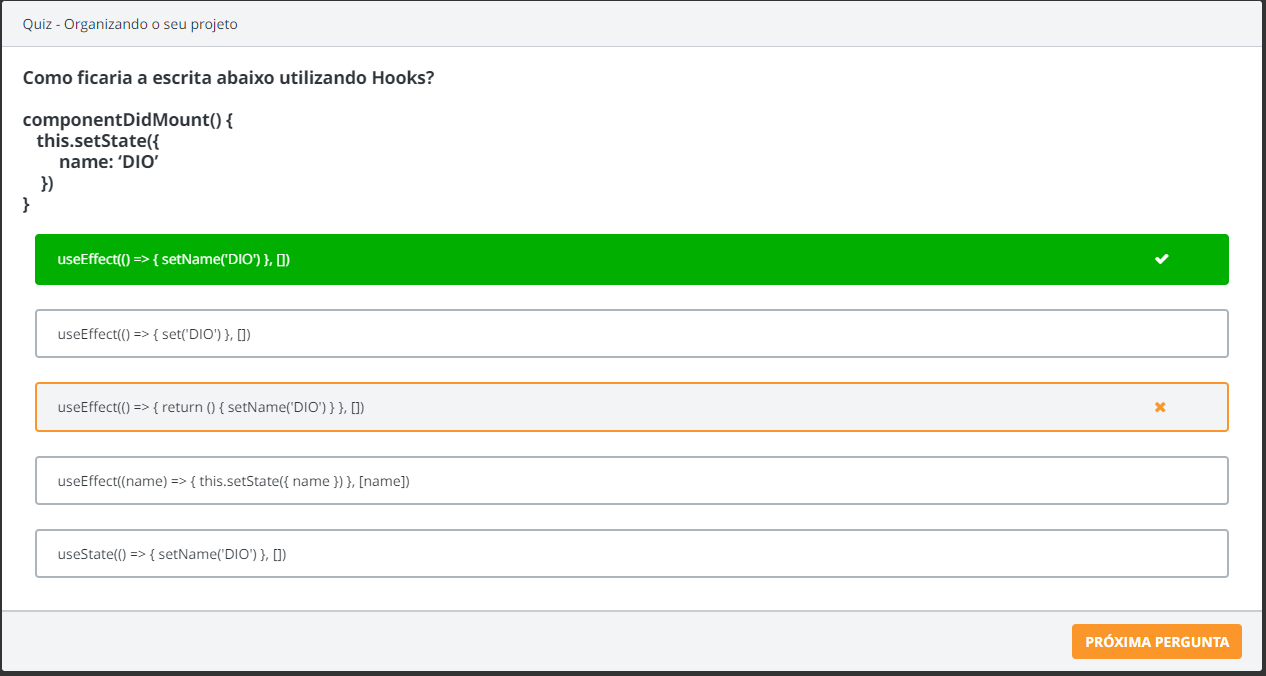 Quiz - Organizando o seu projeto
Como ficaria a escrita abaixo utilizando Hooks?
componentDidMount() {
this.setState({
name: ‘DIO’
})
}
useEffect(() => { setName('DIO') }, [])
useEffect(() => { set('DIO') }, [])
useEffect(() => { return () { setName('DIO') } }, [])
useEffect((name) => { this.setState({ name }) }, [name])
useState(() => { setName('DIO') }, [])
PRÓXIMA PERGUNTA